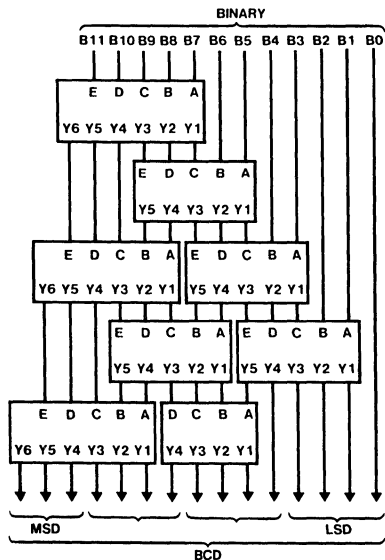 BINARY
B11 B10 B9 B8 B7 B6 B5 B4 B3 B2 B1 B0
E D C B A
Y6 Y5 Y4 Y3 Y2 Y1
E D C B A
Y5 Y4 Y3 Y2 Y1
E D C B A E D C B A
Y6 Y5 Y4 Y3 Y2 Y1 Y5 Y4 Y3 Y2 Y1
E D C B A E D C B A
Y5 Y4 Y3 Y2 Y1 Y5 Y4 Y3 Y2 Y1
E D C B A D C B A
Y6 Y5 Y4 Y3 Y2 Y1 Y4 Y3 Y2 Y1
MSD LSD
BCD